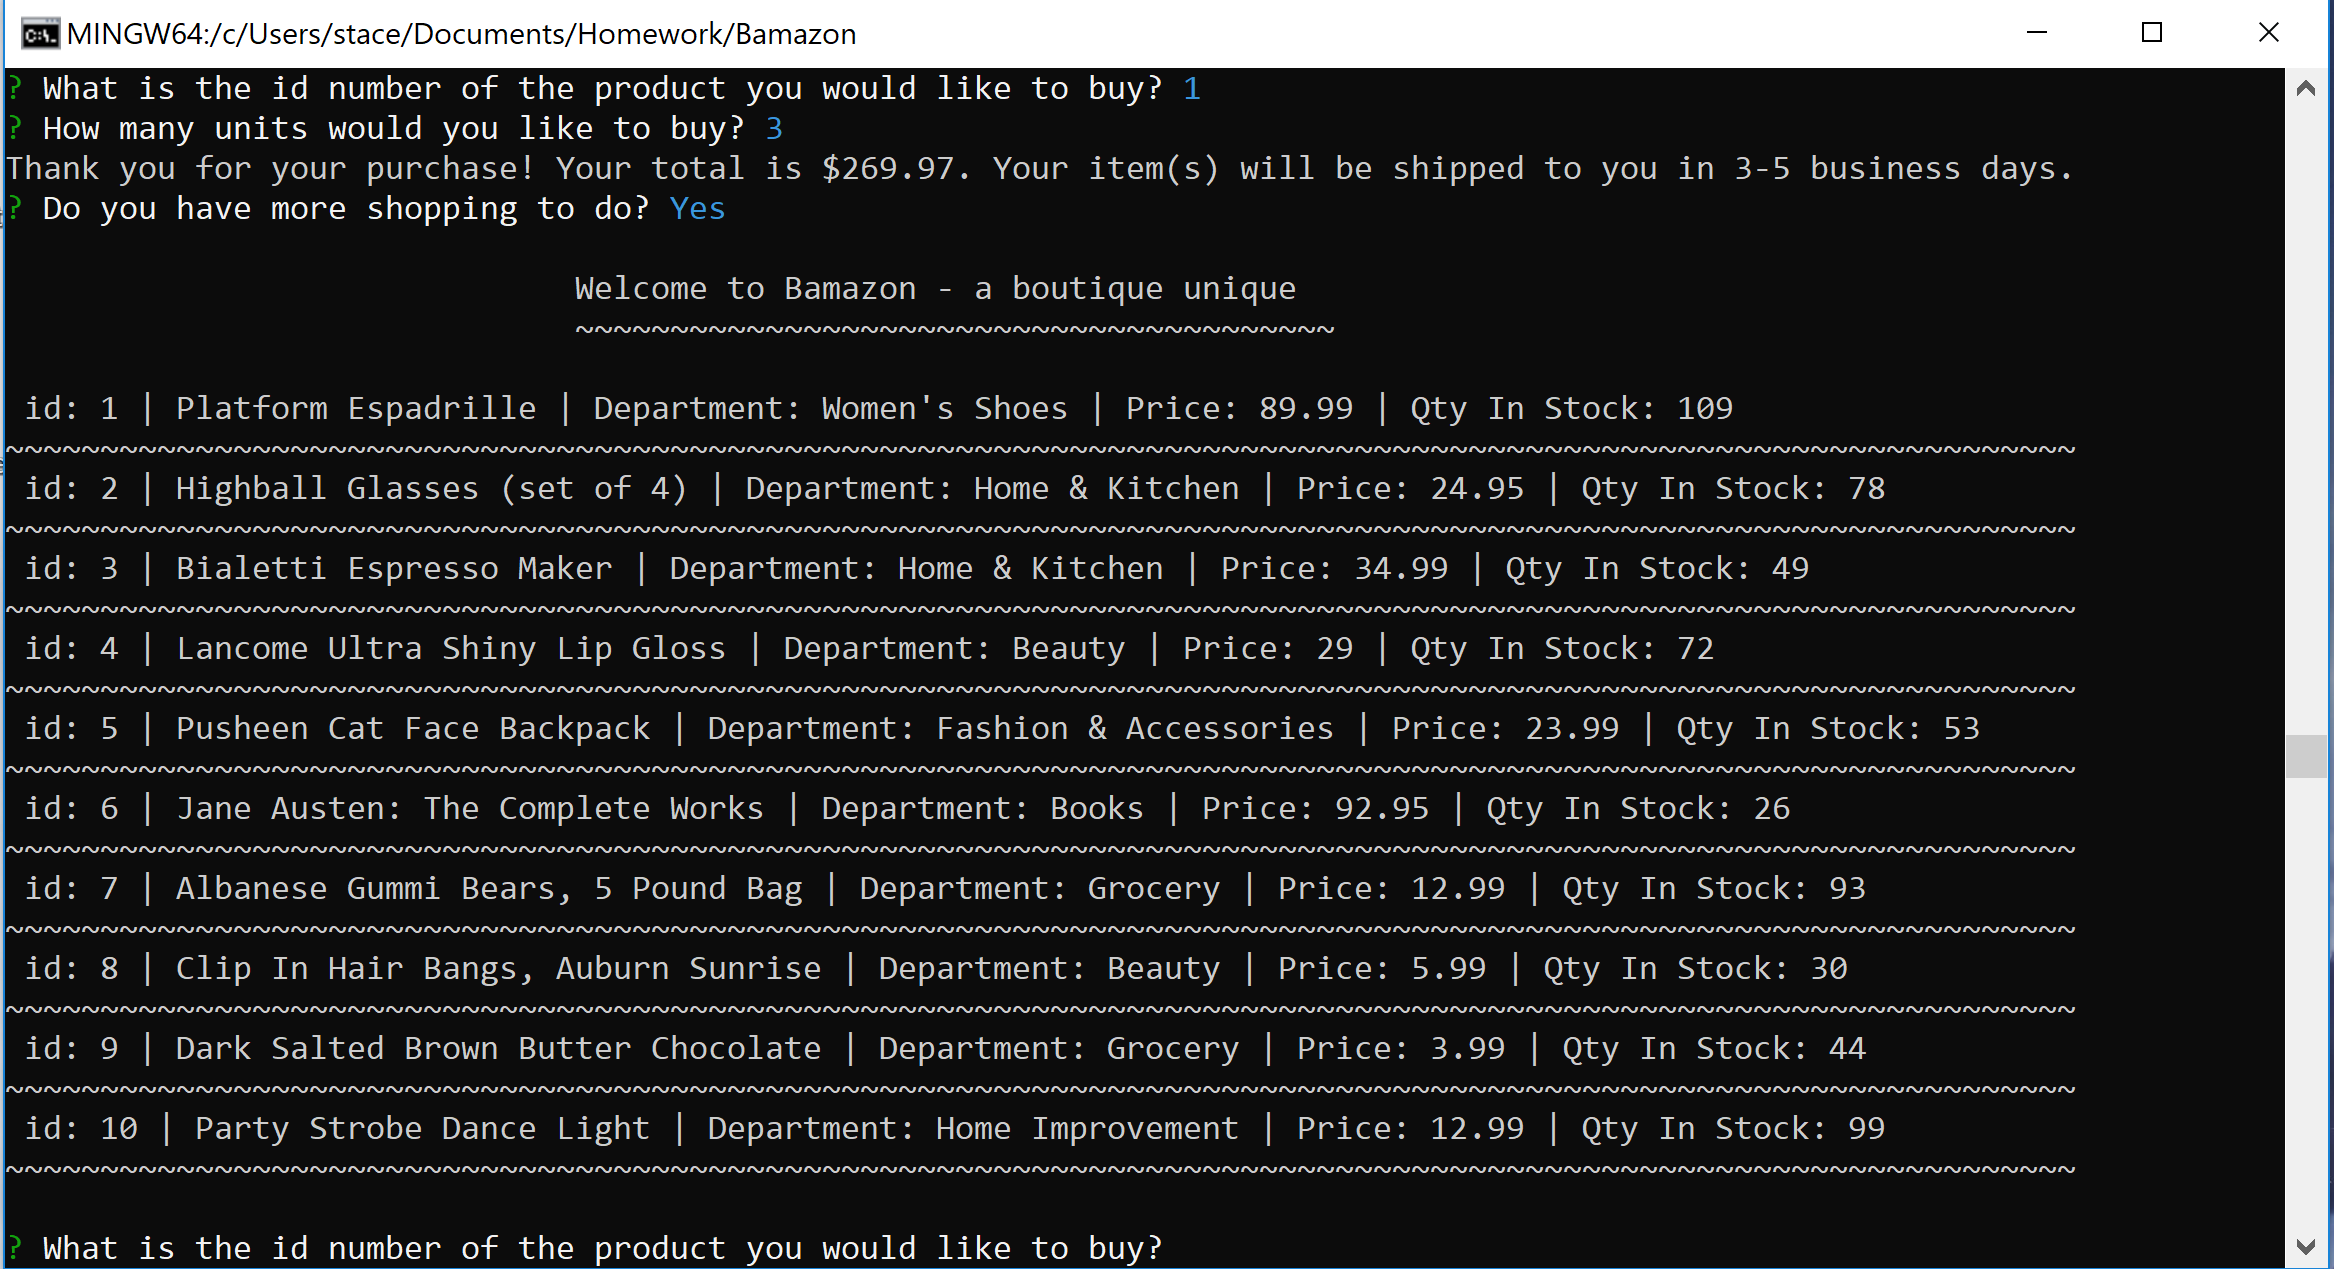 MINGW64:/c/Users/stace/Documents/Homework/Bamazon
? What is the id number of the product you would like to buy? 1
? How many units would you like to buy? 3
Thank you for your purchase! Your total is $269.97. Your item(s) will be shipped to you in 3-5 business days.
? Do you have more shopping to do? Yes
Welcome to Bamazon - a boutique unique
~~~~~~~~~~~~~~~~~~~~~~~~~~~~~~~~~~~~~~~~
id: 1 | Platform Espadrille | Department: Women's Shoes | Price: 89.99 | Qty In Stock: 109
~~~~~~~~~~~~~~~~~~~~~~~~~~~~~~~~~~~~~~~~~~~~~~~~~~~~~~~~~~~~~~~~~~~~~~~~~~~~~~~~~~~~~~~~~~~~~~~~~~~~~~~~~~~~~
id: 2 | Highball Glasses (set of 4) | Department: Home & Kitchen | Price: 24.95 | Qty In Stock: 78
~~~~~~~~~~~~~~~~~~~~~~~~~~~~~~~~~~~~~~~~~~~~~~~~~~~~~~~~~~~~~~~~~~~~~~~~~~~~~~~~~~~~~~~~~~~~~~~~~~~~~~~~~~~~~
id: 3 | Bialetti Espresso Maker | Department: Home & Kitchen | Price: 34.99 | Qty In Stock: 49
~~~~~~~~~~~~~~~~~~~~~~~~~~~~~~~~~~~~~~~~~~~~~~~~~~~~~~~~~~~~~~~~~~~~~~~~~~~~~~~~~~~~~~~~~~~~~~~~~~~~~~~~~~~~~
id: 4 | Lancome Ultra Shiny Lip Gloss | Department: Beauty | Price: 29 | Qty In Stock: 72
~~~~~~~~~~~~~~~~~~~~~~~~~~~~~~~~~~~~~~~~~~~~~~~~~~~~~~~~~~~~~~~~~~~~~~~~~~~~~~~~~~~~~~~~~~~~~~~~~~~~~~~~~~~~~
id: 5 | Pusheen Cat Face Backpack | Department: Fashion & Accessories | Price: 23.99 | Qty In Stock: 53
~~~~~~~~~~~~~~~~~~~~~~~~~~~~~~~~~~~~~~~~~~~~~~~~~~~~~~~~~~~~~~~~~~~~~~~~~~~~~~~~~~~~~~~~~~~~~~~~~~~~~~~~~~~~~
id: 6 | Jane Austen: The Complete Works | Department: Books | Price: 92.95 | Qty In Stock: 26
~~~~~~~~~~~~~~~~~~~~~~~~~~~~~~~~~~~~~~~~~~~~~~~~~~~~~~~~~~~~~~~~~~~~~~~~~~~~~~~~~~~~~~~~~~~~~~~~~~~~~~~~~~~~~
id: 7 | Albanese Gummi Bears, 5 Pound Bag | Department: Grocery | Price: 12.99 | Qty In Stock: 93
~~~~~~~~~~~~~~~~~~~~~~~~~~~~~~~~~~~~~~~~~~~~~~~~~~~~~~~~~~~~~~~~~~~~~~~~~~~~~~~~~~~~~~~~~~~~~~~~~~~~~~~~~~~~~
id: 8 | Clip In Hair Bangs, Auburn Sunrise | Department: Beauty | Price: 5.99 | Qty In Stock: 30
~~~~~~~~~~~~~~~~~~~~~~~~~~~~~~~~~~~~~~~~~~~~~~~~~~~~~~~~~~~~~~~~~~~~~~~~~~~~~~~~~~~~~~~~~~~~~~~~~~~~~~~~~~~~~
id: 9 | Dark Salted Brown Butter Chocolate | Department: Grocery | Price: 3.99 | Qty In Stock: 44
~~~~~~~~~~~~~~~~~~~~~~~~~~~~~~~~~~~~~~~~~~~~~~~~~~~~~~~~~~~~~~~~~~~~~~~~~~~~~~~~~~~~~~~~~~~~~~~~~~~~~~~~~~~~~
id: 10 | Party Strobe Dance Light | Department: Home Improvement | Price: 12.99 | Qty In Stock: 99
~~~~~~~~~~~~~~~~~~~~~~~~~~~~~~~~~~~~~~~~~~~~~~~~~~~~~~~~~~~~~~~~~~~~~~~~~~~~~~~~~~~~~~~~~~~~~~~~~~~~~~~~~~~~~
? What is the id number of the product you would like to buy?